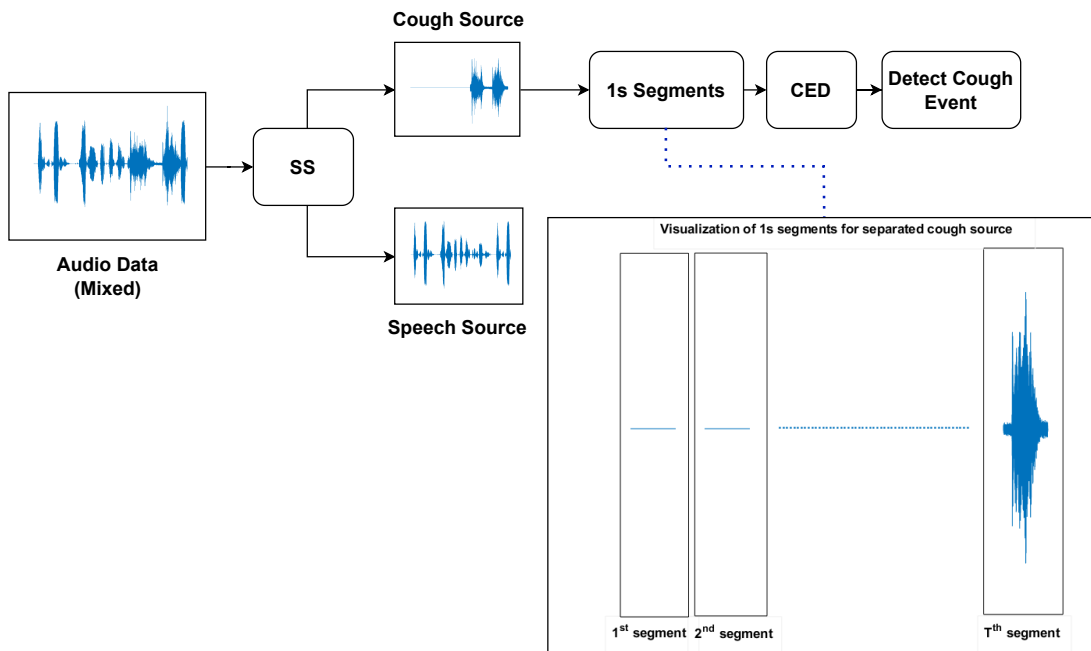 Cough Source
Audio Data
(Mixed)
SS
Speech Source
1s Segments
CED
Detect Cough
Event
Visualization of 1s segments for separated cough source
1st segment
2nd segment
Tth segment